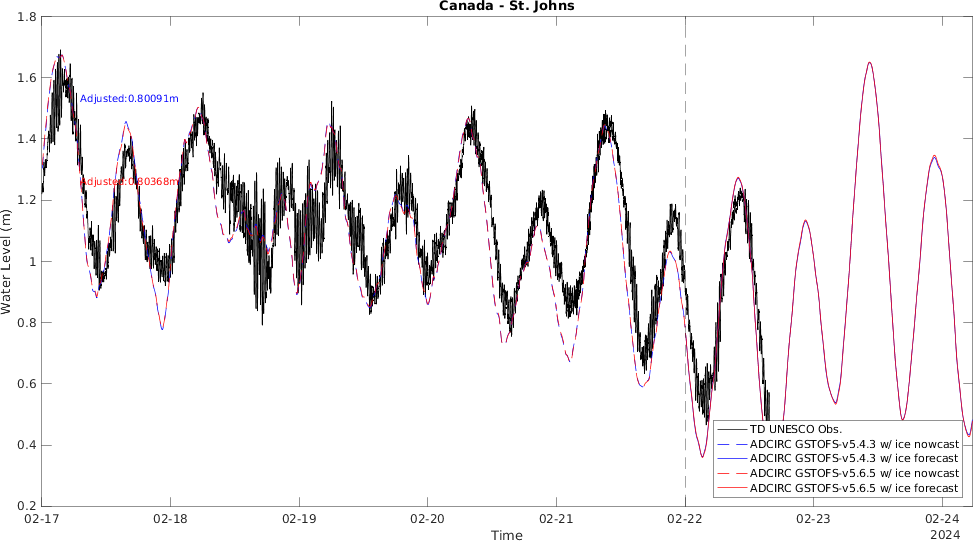 Canada - St. Johns
1.8
1.6
1.4
1.2
1
0.8
0.6
0.4
0.2
Water Level (m)
Adjusted:0.80091m
Adjusted:0.80368m
TD UNESCO Obs.
ADCIRC GSTOFS-v5.4.3 w/ ice nowcast
ADCIRC GSTOFS-v5.4.3 w/ ice forecast
ADCIRC GSTOFS-v5.6.5 w/ ice nowcast
ADCIRC GSTOFS-v5.6.5 w/ ice forecast
02-17 02-18 02-19 02-20 02-21 02-22 02-23 02-24
Time
2024